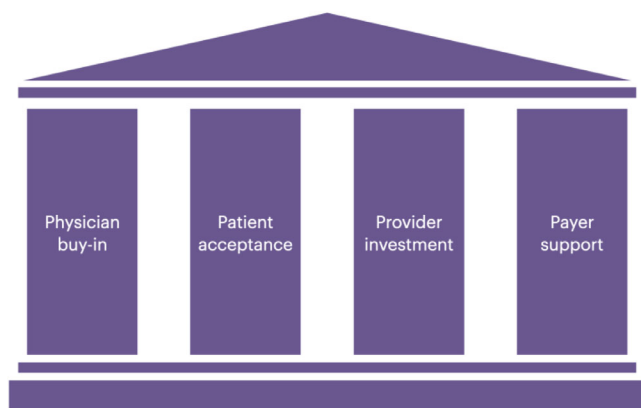 Physician
buy-in
Patient
acceptance
Provider
investment
Payer
support